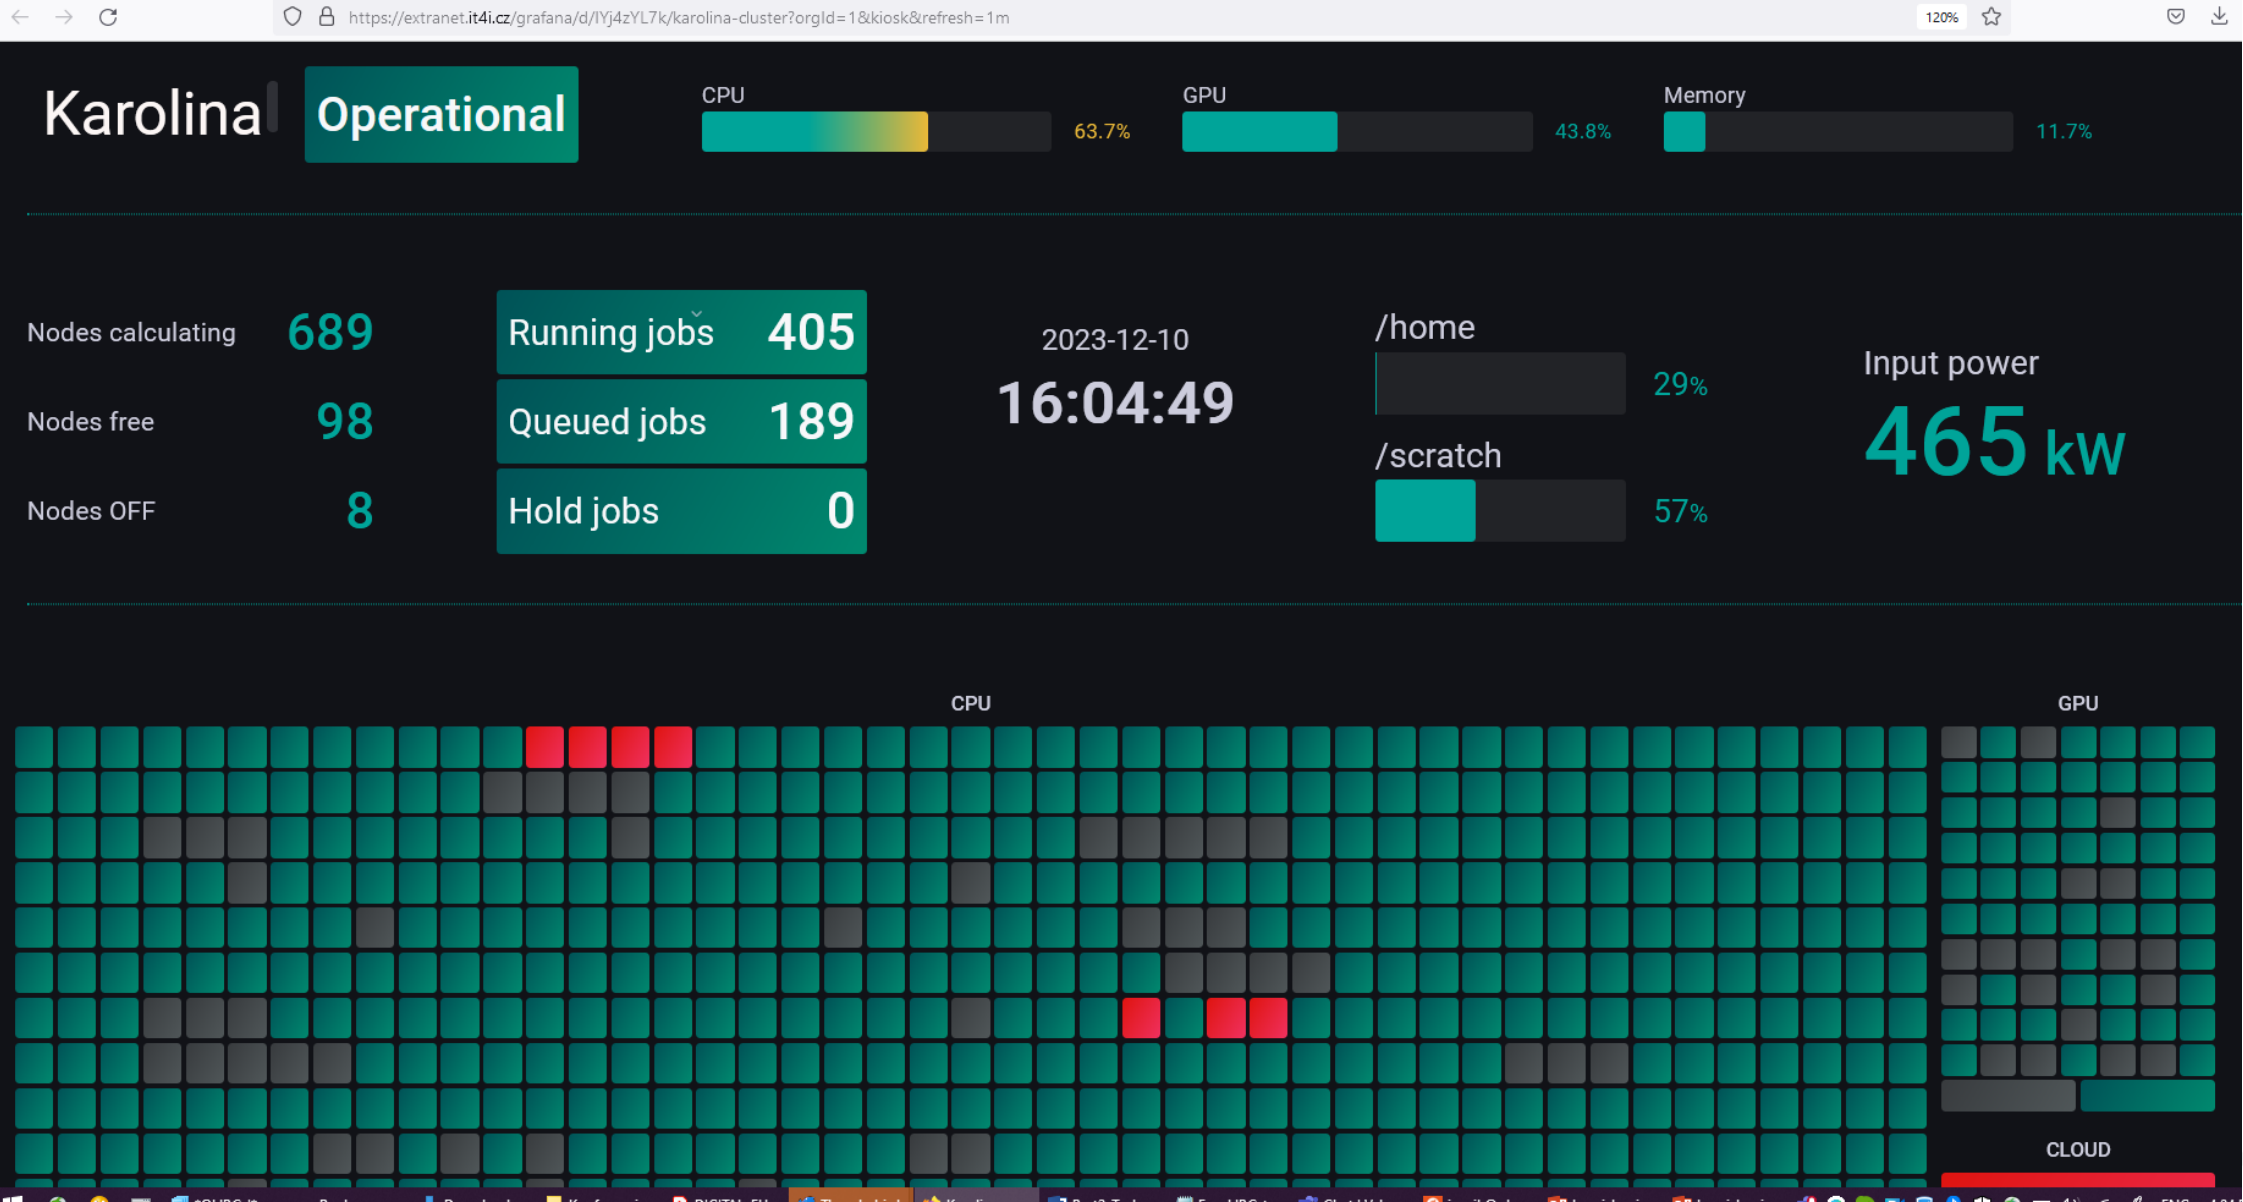 https://extranet.it4i.cz/grafana/d/IYj4zYL7k/karolina-cluster?orgId=1&kiosk&refresh=1m
120%
Karolina
Operational
CPU
63.7%
GPU
43.8%
Memory
11.7%
Nodes calculating 689
Nodes free 98
Nodes OFF 8
Running jobs 405
Queued jobs 189
Hold jobs 0
2023-12-10
16:04:49
/home
29%
/scratch
57%
Input power
465 kW
CPU
GPU
CLOUD